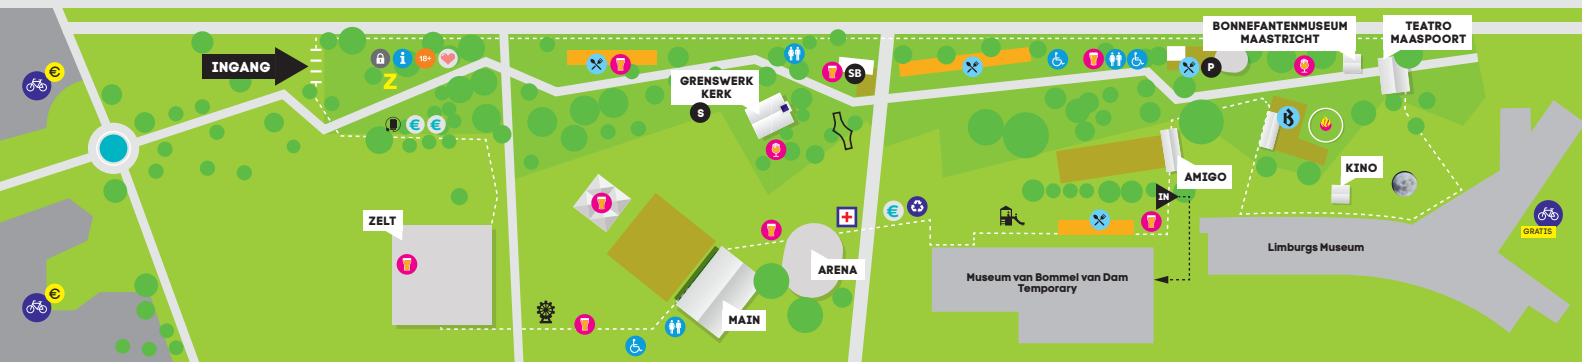 INGANG
18+
Z
GRENSWERK
KERK
S
SB
BONNEFANTENMUSEUM
MAASTRICHT
TEATRO
MAASPOORT
P
B
KINO
AMIGO
IN
ZELT
ARENA
MAIN
Museum van Bommel van Dam
Temporary
Limburgs Museum
GRATIS
€
€
€
€
€
i